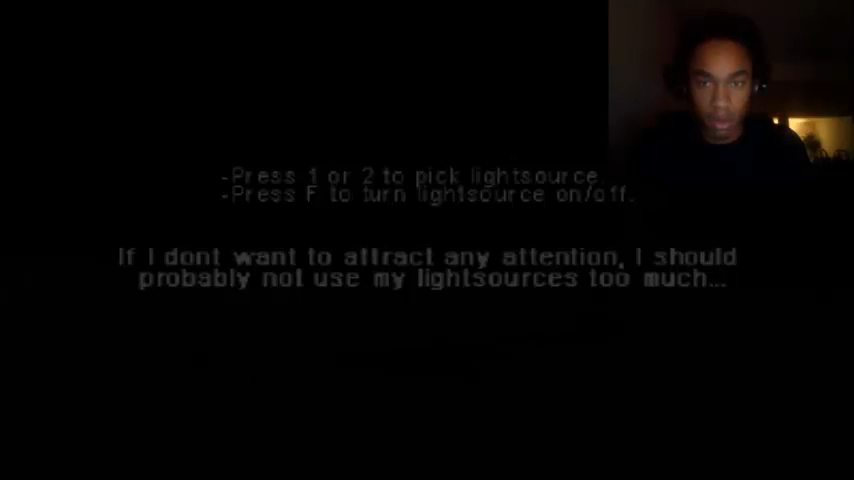 -Press 1 or 2 to pick lightsource.
-Press F to turn lightsource on/off.
If I dont want to attract any attention, I should
probably not use my lightsources too much...